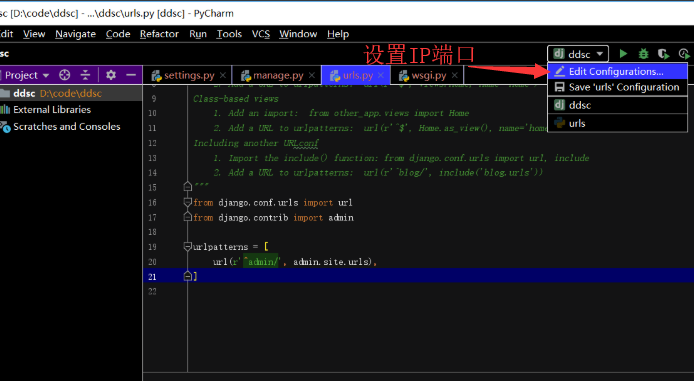 sc [D:\code\ddsc] - ...\ddsc\urls.py [ddsc] - PyCharm
dit View Navigate Code Refactor Run Tools VCS Window Help
sc
设置IP端口
ddsc
Project
settings.py manage.py urls.py wsgi.py
Edit Configurations...
ddsc D:\code\ddsc
Save 'urls' Configuration
External Libraries
ddsc
Scratches and Consoles
urls
9 Class-based views
10 1. Add an import: from other_app.views import Home
11 2. Add a URL to urlpatterns: url(r'^$', Home.as_view(), name='home
12 Including another URLconf
13 1. Import the include() function: from django.conf.urls import url, include
14 2. Add a URL to urlpatterns: url(r'^blog/', include('blog.urls'))
15 """
16 from django.conf.urls import url
17 from django.contrib import admin
18
19 urlpatterns = [
20 url(r'^admin/', admin.site.urls),
21 ]
22